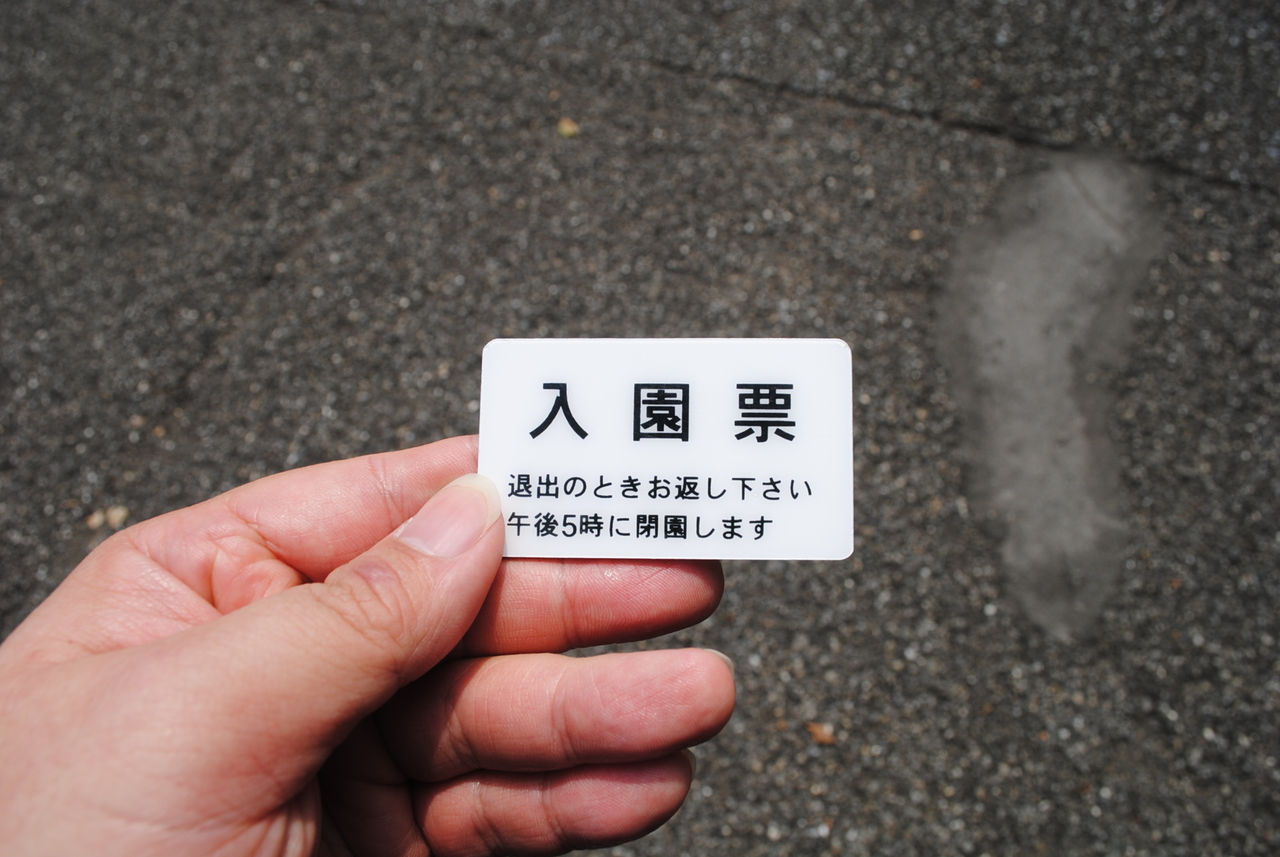 入園票
退出のときお返し下さい
午後5時に閉園します